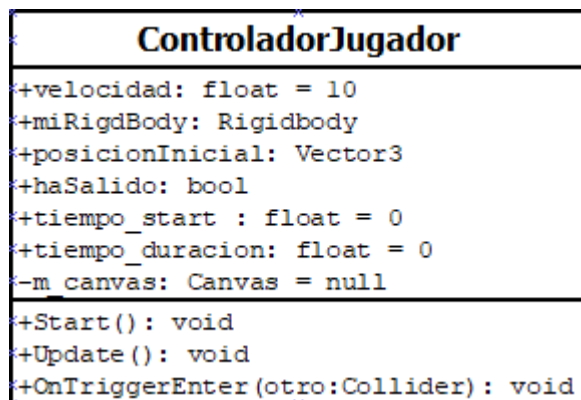 ControladorJugador
+velocidad: float = 10
+miRigdBody: Rigidbody
+posicionInicial: Vector3
+haSalido: bool
+tiempo_start : float = 0
+tiempo_duracion: float = 0
-m_canvas: Canvas = null
+Start(): void
+Update(): void
+OnTriggerEnter(otro:Collider): void